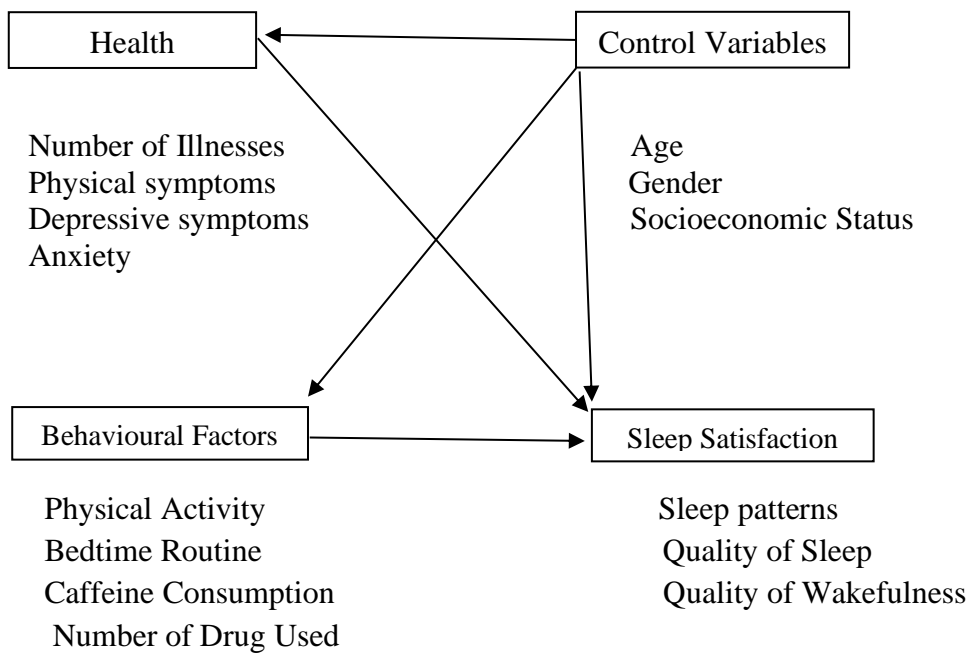 Health
Control Variables
Number of Illnesses
Physical symptoms
Depressive symptoms
Anxiety
Age
Gender
Socioeconomic Status
Behavioural Factors
Sleep Satisfaction
Physical Activity
Bedtime Routine
Caffeine Consumption
Number of Drug Used
Sleep patterns
Quality of Sleep
Quality of Wakefulness